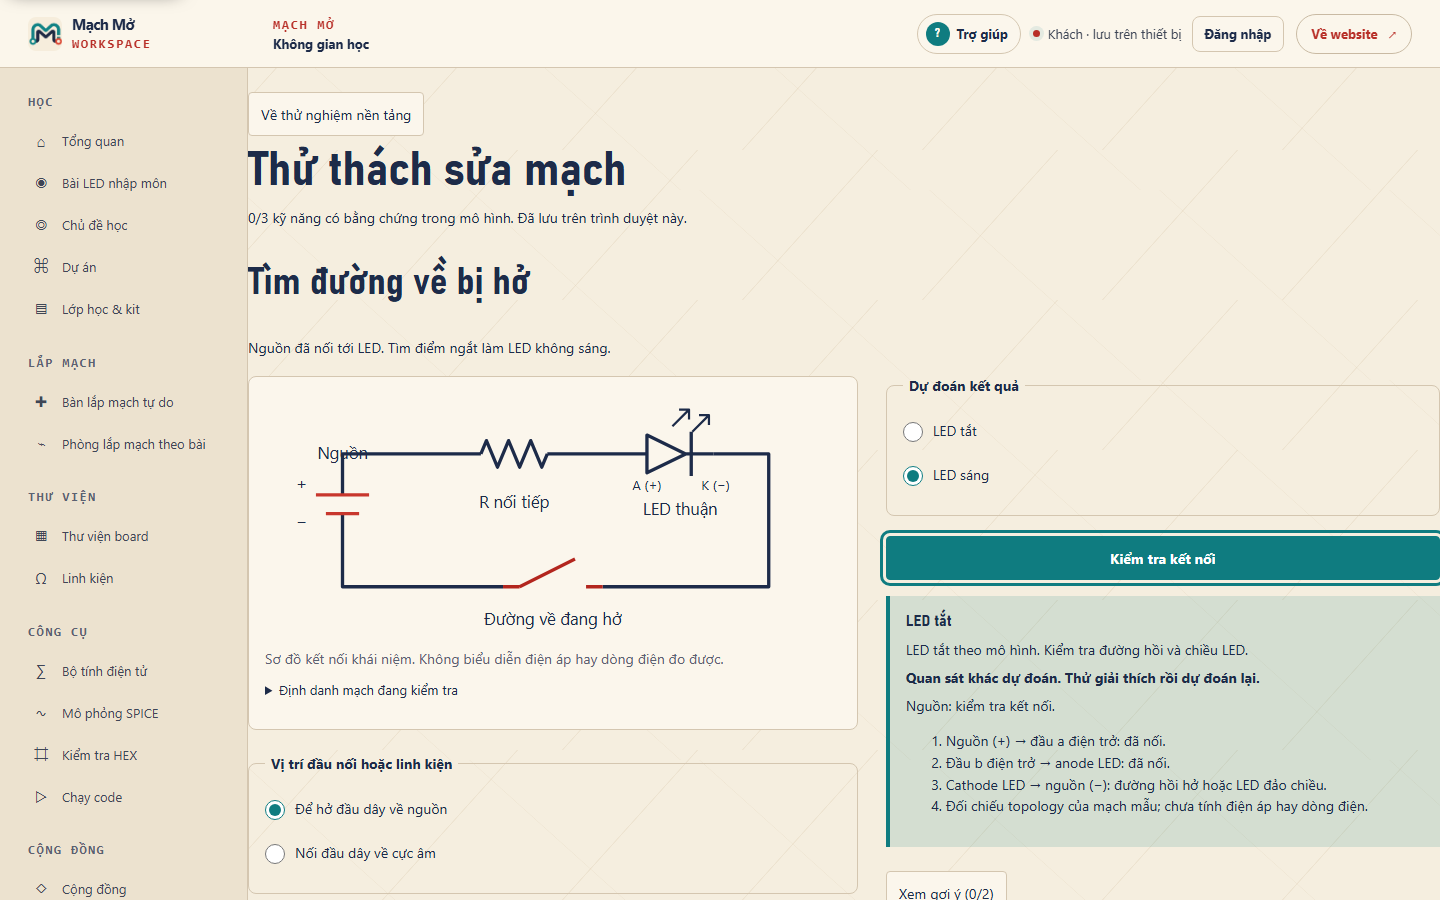 Mạch Mở
WORKSPACE
MẠCH MỞ
Không gian học
? Trợ giúp
Khách · lưu trên thiết bị
Đăng nhập
Về website ↗
HỌC
Tổng quan
Bài LED nhập môn
Chủ đề học
Dự án
Lớp học & kit
LẮP MẠCH
Bàn lắp mạch tự do
Phòng lắp mạch theo bài
THƯ VIỆN
Thư viện board
Linh kiện
CÔNG CỤ
Bộ tính điện tử
Mô phỏng SPICE
Kiểm tra HEX
Chạy code
CỘNG ĐỒNG
Cộng đồng
Về thử nghiệm nền tảng
Thử thách sửa mạch
0/3 kỹ năng có bằng chứng trong mô hình. Đã lưu trên trình duyệt này.
Tìm đường về bị hở
Nguồn đã nối tới LED. Tìm điểm ngắt làm LED không sáng.
Nguồn
+
−
R nối tiếp
A (+)
K (−)
LED thuận
Đường về đang hở
Sơ đồ kết nối khái niệm. Không biểu diễn điện áp hay dòng điện đo được.
Định danh mạch đang kiểm tra
Vị trí đầu nối hoặc linh kiện
Để hở đầu dây về nguồn
Nối đầu dây về cực âm
Dự đoán kết quả
LED tắt
LED sáng
Kiểm tra kết nối
LED tắt
LED tắt theo mô hình. Kiểm tra đường hồi và chiều LED.
Quan sát khác dự đoán. Thử giải thích rồi dự đoán lại.
Nguồn: kiểm tra kết nối.
1. Nguồn (+) → đầu a điện trở: đã nối.
2. Đầu b điện trở → anode LED: đã nối.
3. Cathode LED → nguồn (−): đường hồi hở hoặc LED đảo chiều.
4. Đối chiếu topology của mạch mẫu; chưa tính điện áp hay dòng điện.
Xem gợi ý (0/2)